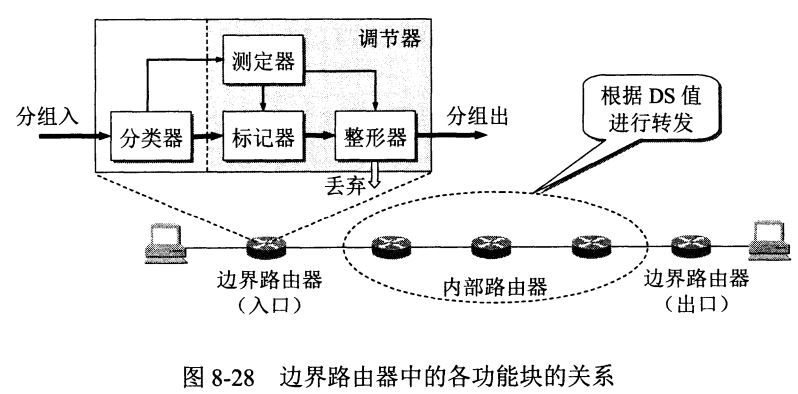 调节器
测定器
分组入
分类器
标记器
整形器
分组出
丢弃
根据 DS 值
进行转发
边界路由器
（入口）
内部路由器
边界路由器
（出口）
图 8-28 边界路由器中的各功能块的关系